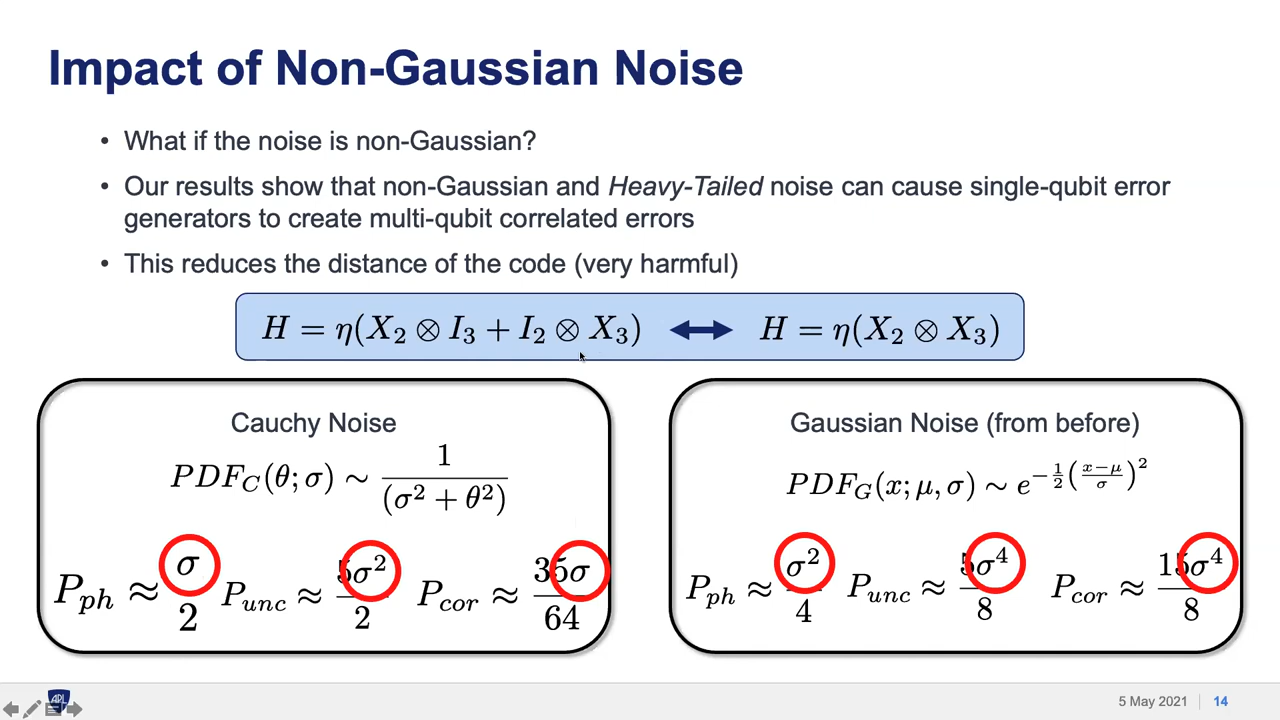 Impact of Non-Gaussian Noise
• What if the noise is non-Gaussian?
• Our results show that non-Gaussian and Heavy-Tailed noise can cause single-qubit error
generators to create multi-qubit correlated errors
• This reduces the distance of the code (very harmful)
H = η(X₂ ⊗ I₃ + I₂ ⊗ X₃) ↔ H = η(X₂ ⊗ X₃)
Cauchy Noise
PDF_C(θ; σ) ∼ 1/(σ² + θ²)
P_ph ≈ σ/2 P_unc ≈ 5σ²/2 P_cor ≈ 35σ/64
Gaussian Noise (from before)
PDF_G(x; μ, σ) ∼ e^{-1/2((x−μ)/σ)²}
P_ph ≈ σ²/4 P_unc ≈ 5σ⁴/8 P_cor ≈ 15σ⁴/8
APL
5 May 2021 14